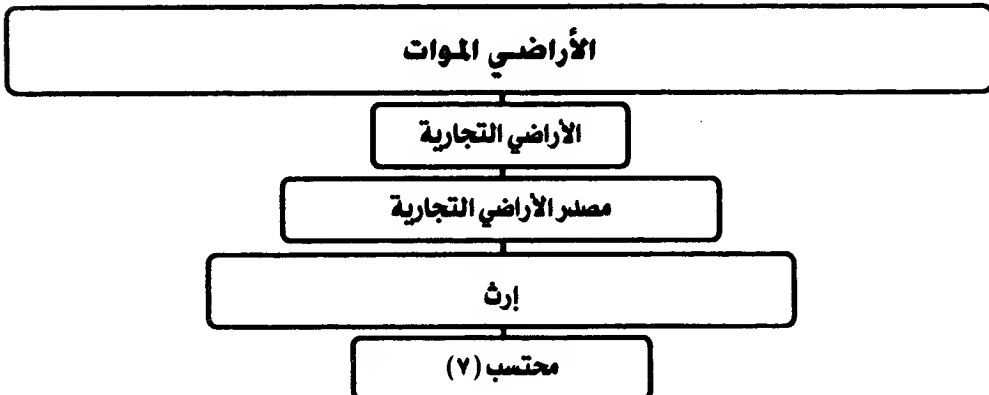 الأراضي الموات
الأراضي التجارية
مصدر الأراضي التجارية
إرث
محتسب (٧)